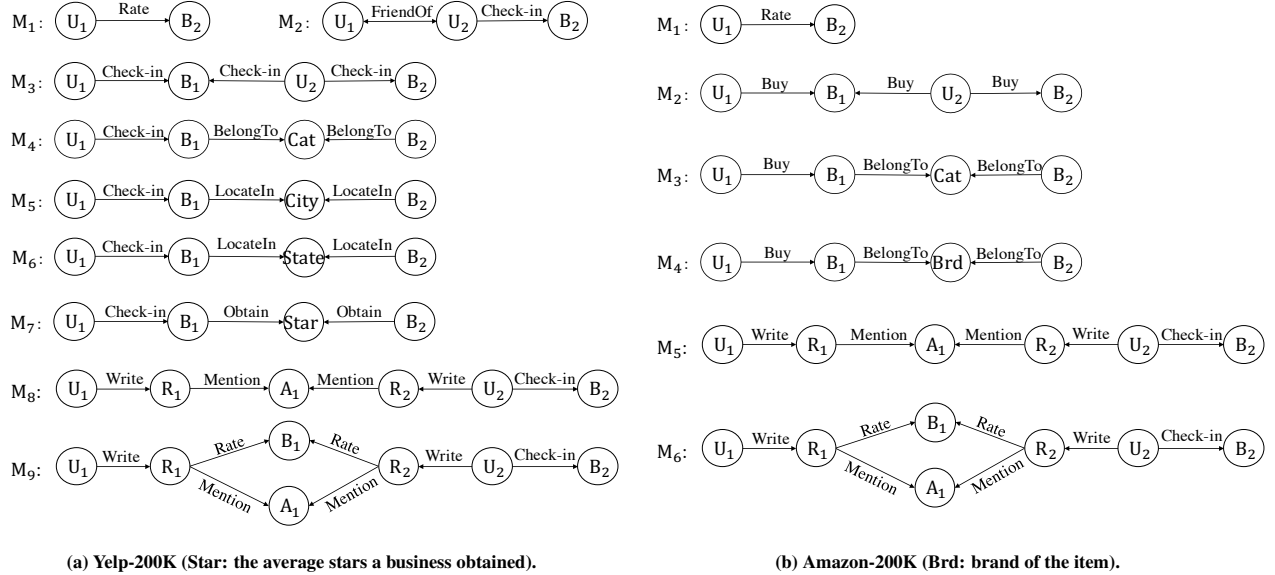 M₁: U₁ Rate B₂
M₂: U₁ FriendOf U₂ Check-in B₂
M₃: U₁ Check-in B₁ Check-in U₂ Check-in B₂
M₄: U₁ Check-in B₁ BelongTo Cat BelongTo B₂
M₅: U₁ Check-in B₁ LocateIn City LocateIn B₂
M₆: U₁ Check-in B₁ LocateIn State LocateIn B₂
M₇: U₁ Check-in B₁ Obtain Star Obtain B₂
M₈: U₁ Write R₁ Mention A₁ Mention R₂ Write U₂ Check-in B₂
M₉: U₁ Write R₁ Rate B₁ Rate Mention A₁ Mention R₂ Write U₂ Check-in B₂
(a) Yelp-200K (Star: the average stars a business obtained).
M₁: U₁ Rate B₂
M₂: U₁ Buy B₁ Buy U₂ Buy B₂
M₃: U₁ Buy B₁ BelongTo Cat BelongTo B₂
M₄: U₁ Buy B₁ BelongTo Brd BelongTo B₂
M₅: U₁ Write R₁ Mention A₁ Mention R₂ Write U₂ Check-in B₂
M₆: U₁ Write R₁ Rate B₁ Rate Mention A₁ Mention R₂ Write U₂ Check-in B₂
(b) Amazon-200K (Brd: brand of the item).